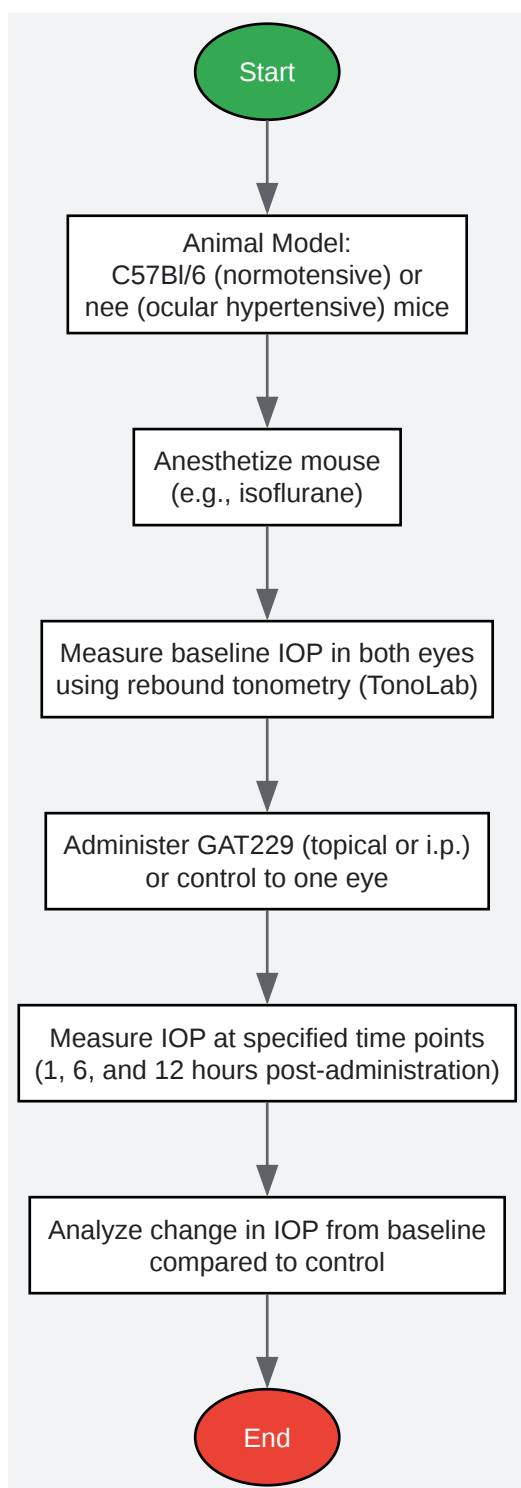 Start
Animal Model:
C57Bl/6 (normotensive) or
nee (ocular hypertensive) mice
Anesthetize mouse
(e.g., isoflurane)
Measure baseline IOP in both eyes
using rebound tonometry (TonoLab)
Administer GAT229 (topical or i.p.)
or control to one eye
Measure IOP at specified time points
(1, 6, and 12 hours post-administration)
Analyze change in IOP from baseline
compared to control
End